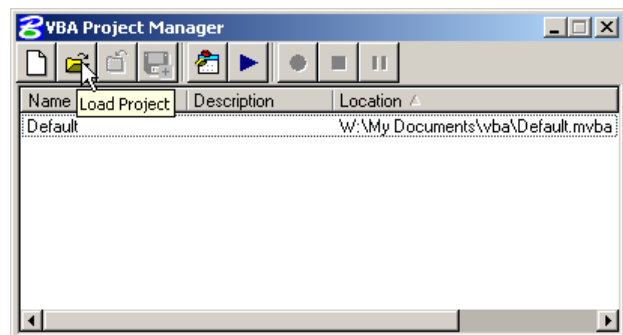 VBA Project Manager
Name Description Location
Load Project
Default W:\My Documents\vba\Default.mvba